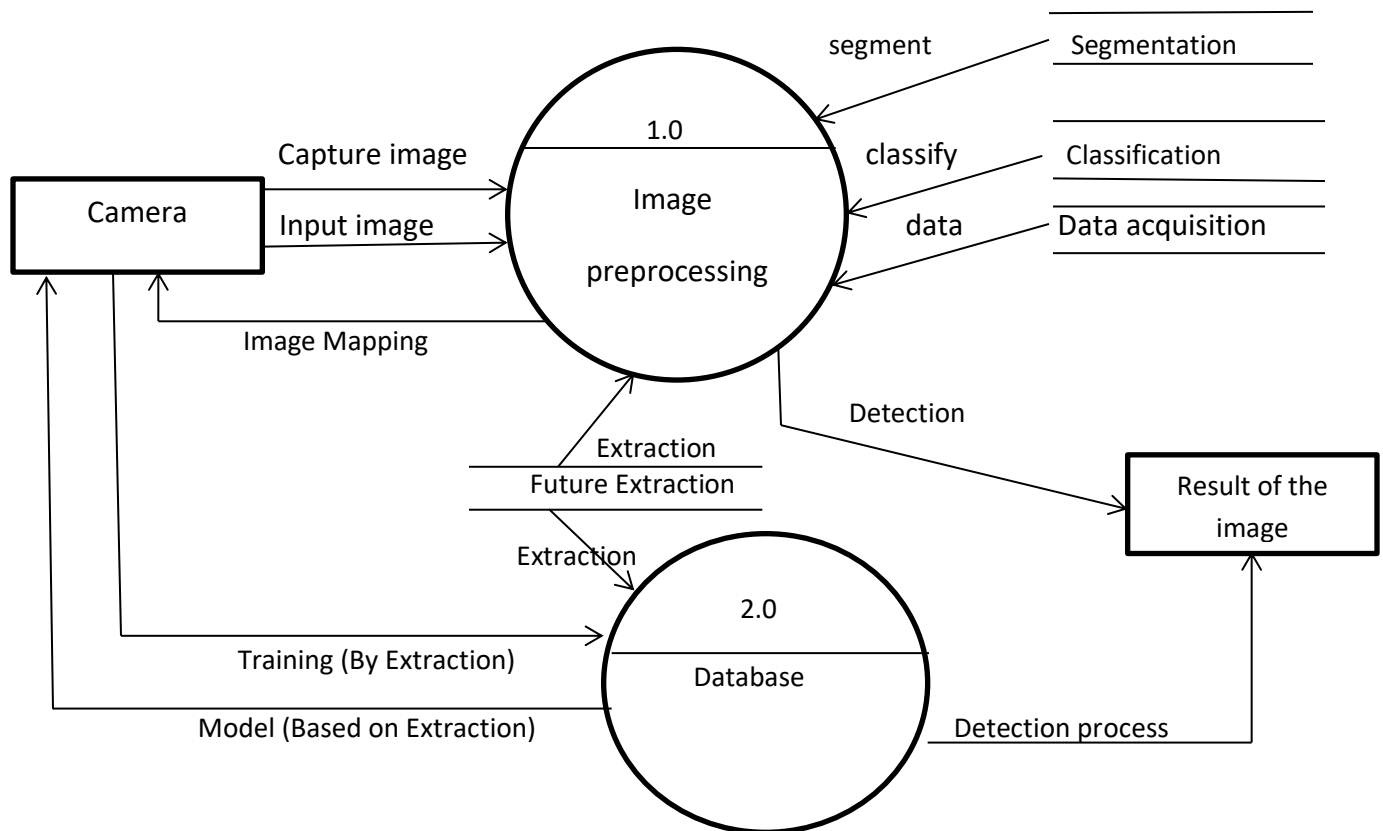 segment
Segmentation
1.0
Capture image
classify
Classification
Camera
Image
preprocessing
Input image
data
Data acquisition
Image Mapping
Detection
Extraction
Future Extraction
Extraction
Result of the
image
2.0
Database
Training (By Extraction)
Model (Based on Extraction)
Detection process